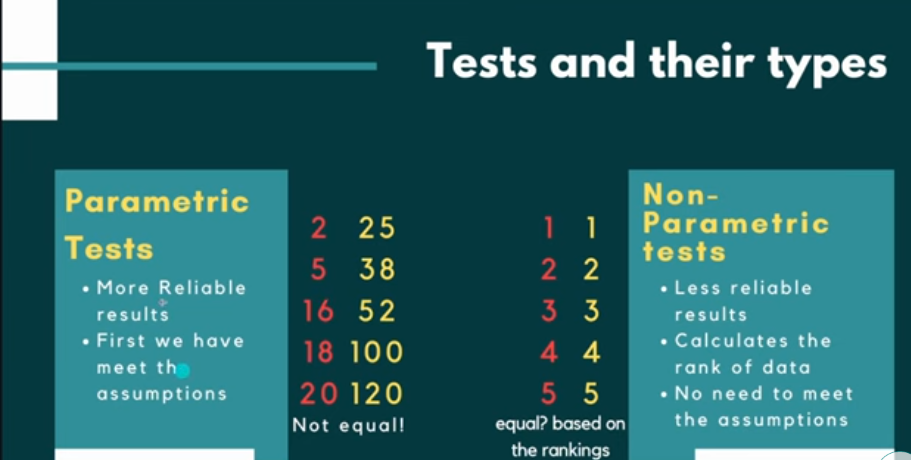 Tests and their types
Parametric
Tests
• More Reliable
results
• First we have
meet th
assumptions
2 25
5 38
16 52
18 100
20 120
Not equal!
1 1
2 2
3 3
4 4
5 5
equal? based on
the rankings
Non-
Parametric
tests
• Less reliable
results
• Calculates the
rank of data
• No need to meet
the assumptions